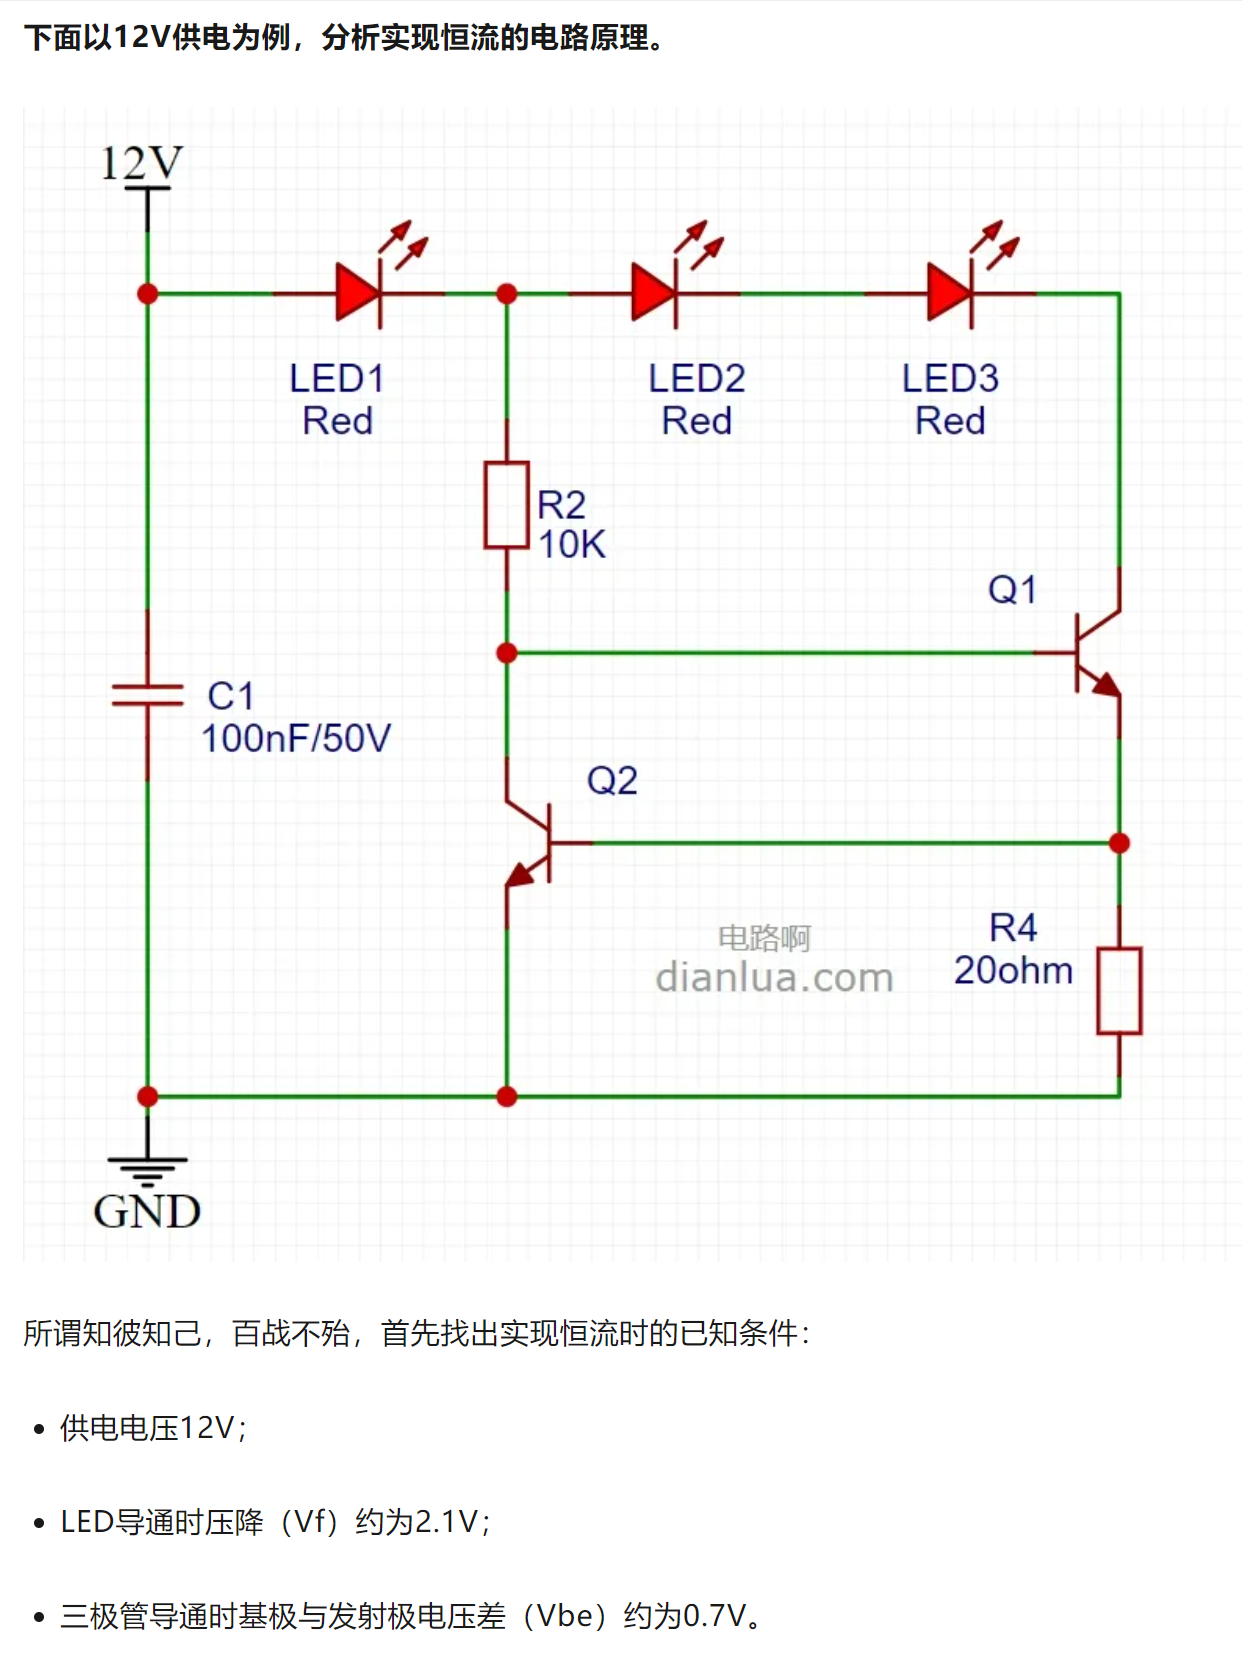 下面以12V供电为例，分析实现恒流的电路原理。
12V
LED1
Red
LED2
Red
LED3
Red
R2
10K
Q1
C1
100nF/50V
Q2
电路啊
dianlua.com
R4
20ohm
GND
所谓知彼知己，百战不殆，首先找出实现恒流时的已知条件：
• 供电电压12V；
• LED导通时压降（Vf）约为2.1V；
• 三极管导通时基极与发射极电压差（Vbe）约为0.7V。